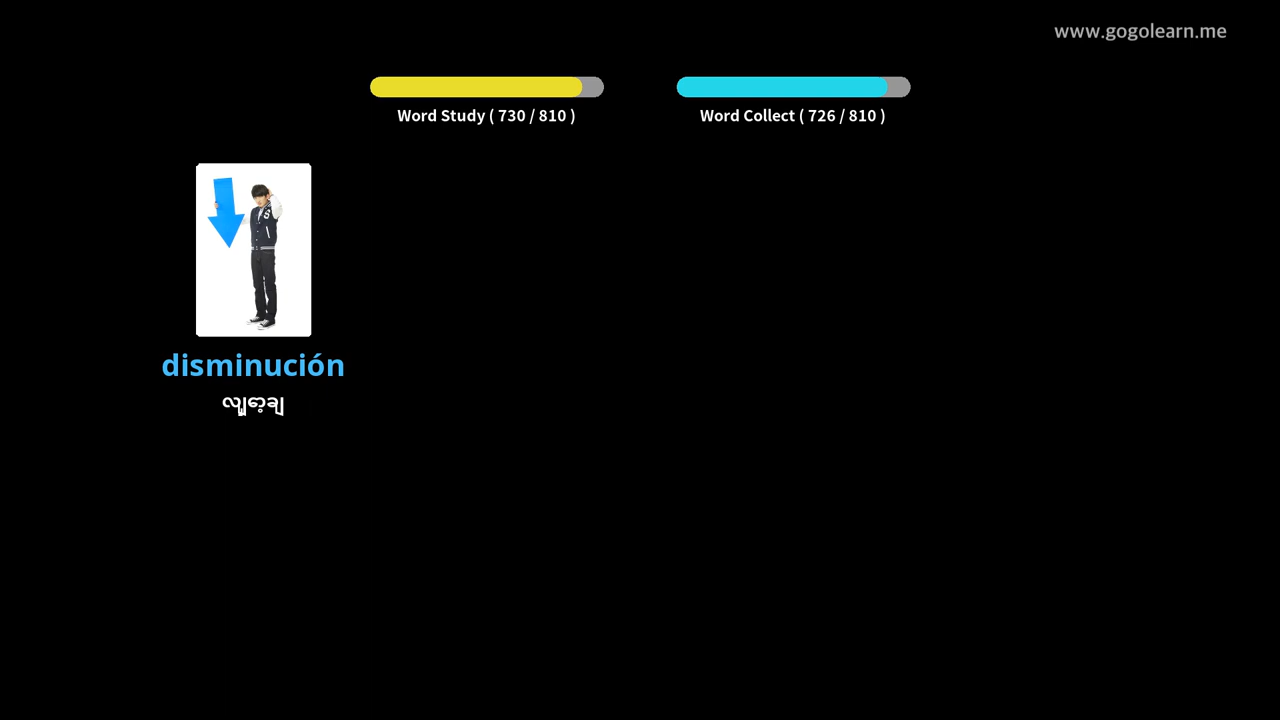 www.gogolearn.me
Word Study ( 730 / 810 )
Word Collect ( 726 / 810 )
disminución
လျှော့ချ